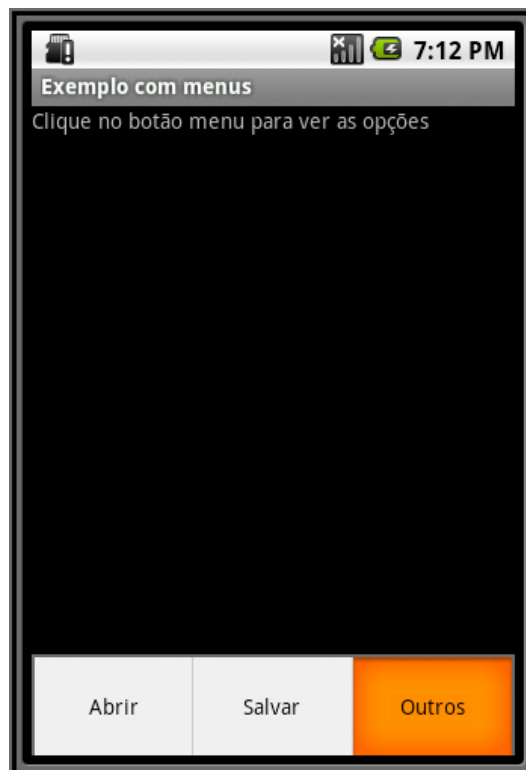 7:12 PM
Exemplo com menus
Clique no botão menu para ver as opções
Abrir
Salvar
Outros